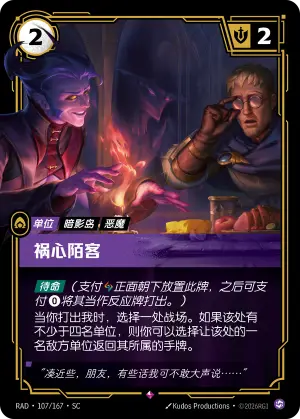 2
2
单位 暗影岛 恶魔
祸心陌客
待命（支付 正面朝下放置此牌，之后可支
付0将其当作反应牌打出。）
当你打出我时，选择一处战场。如果该处有
不少于四名单位，则你可以选择让该处的一
名敌方单位返回其所属的手牌。
"凑近些，朋友，有些话我可不敢大声说……"
RAD • 107/167 • SC
Kudos Productions • ©2026RGI